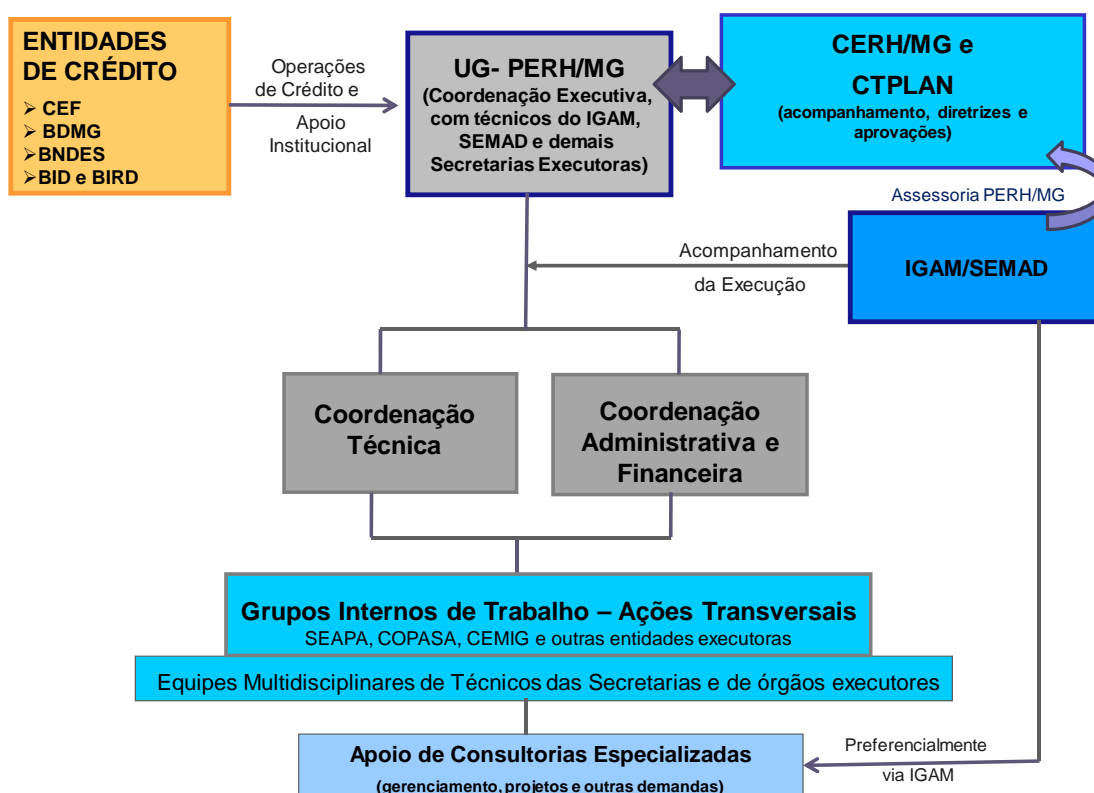 ENTIDADES
DE CRÉDITO
➢ CEF
➢ BDMG
➢BNDES
➢BID e BIRD
Operações
de Crédito e
Apoio
Institucional
UG- PERH/MG
(Coordenação Executiva,
com técnicos do IGAM,
SEMAD e demais
Secretarias Executoras)
CERH/MG e
CTPLAN
(acompanhamento, diretrizes e
aprovações)
Assessoria PERH/MG
IGAM/SEMAD
Acompanhamento
da Execução
Coordenação
Técnica
Coordenação
Administrativa e
Financeira
Grupos Internos de Trabalho – Ações Transversais
SEAPA, COPASA, CEMIG e outras entidades executoras
Equipes Multidisciplinares de Técnicos das Secretarias e de órgãos executores
Apoio de Consultorias Especializadas
(gerenciamento, projetos e outras demandas)
Preferencialmente
via IGAM